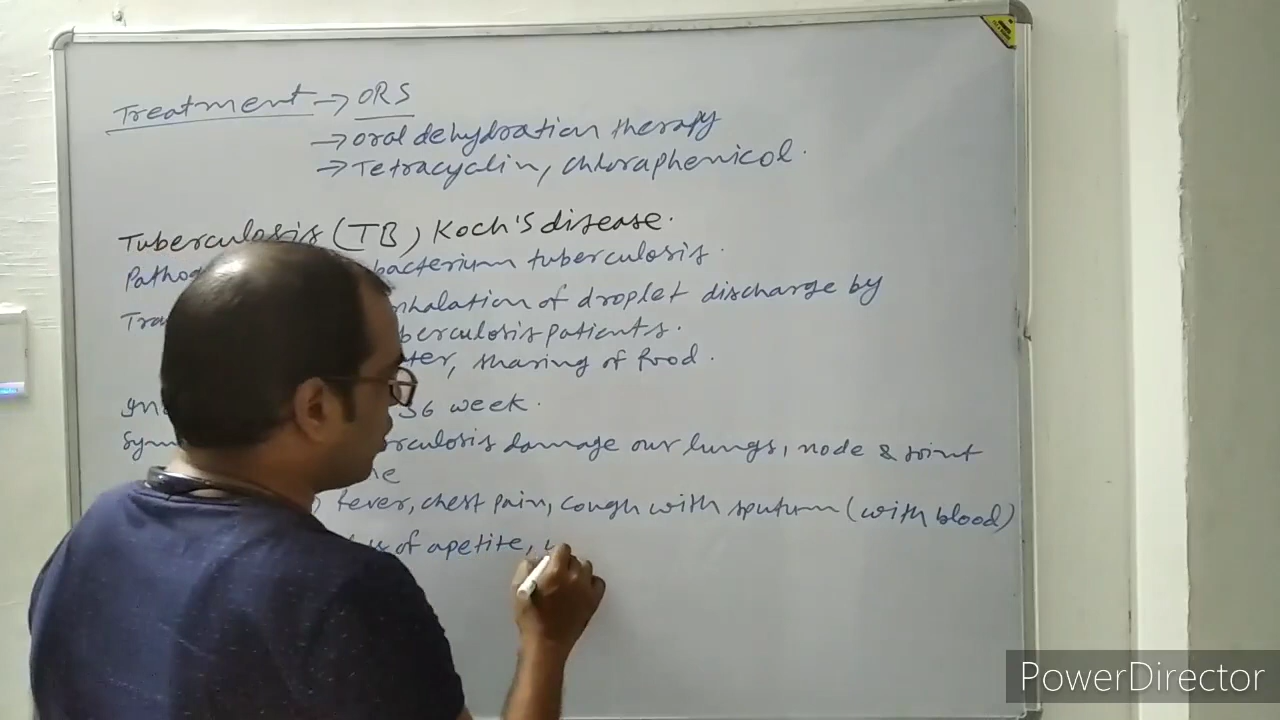 Treatment → ORS
→ Oral dehydration therapy
→ Tetracyclin, chloraphenicol.
Tuberculosis (TB) Koch's disease.
Pathog bacterium tuberculosis.
Tra nhalation of droplet discharge by
berculosis patients.
ter, sharing of food.
In 36 week.
Sym rculosis damage our lungs, node & joint
ne
) fever, chest pain, cough with sputum (with blood)
of apetite,
PowerDirector